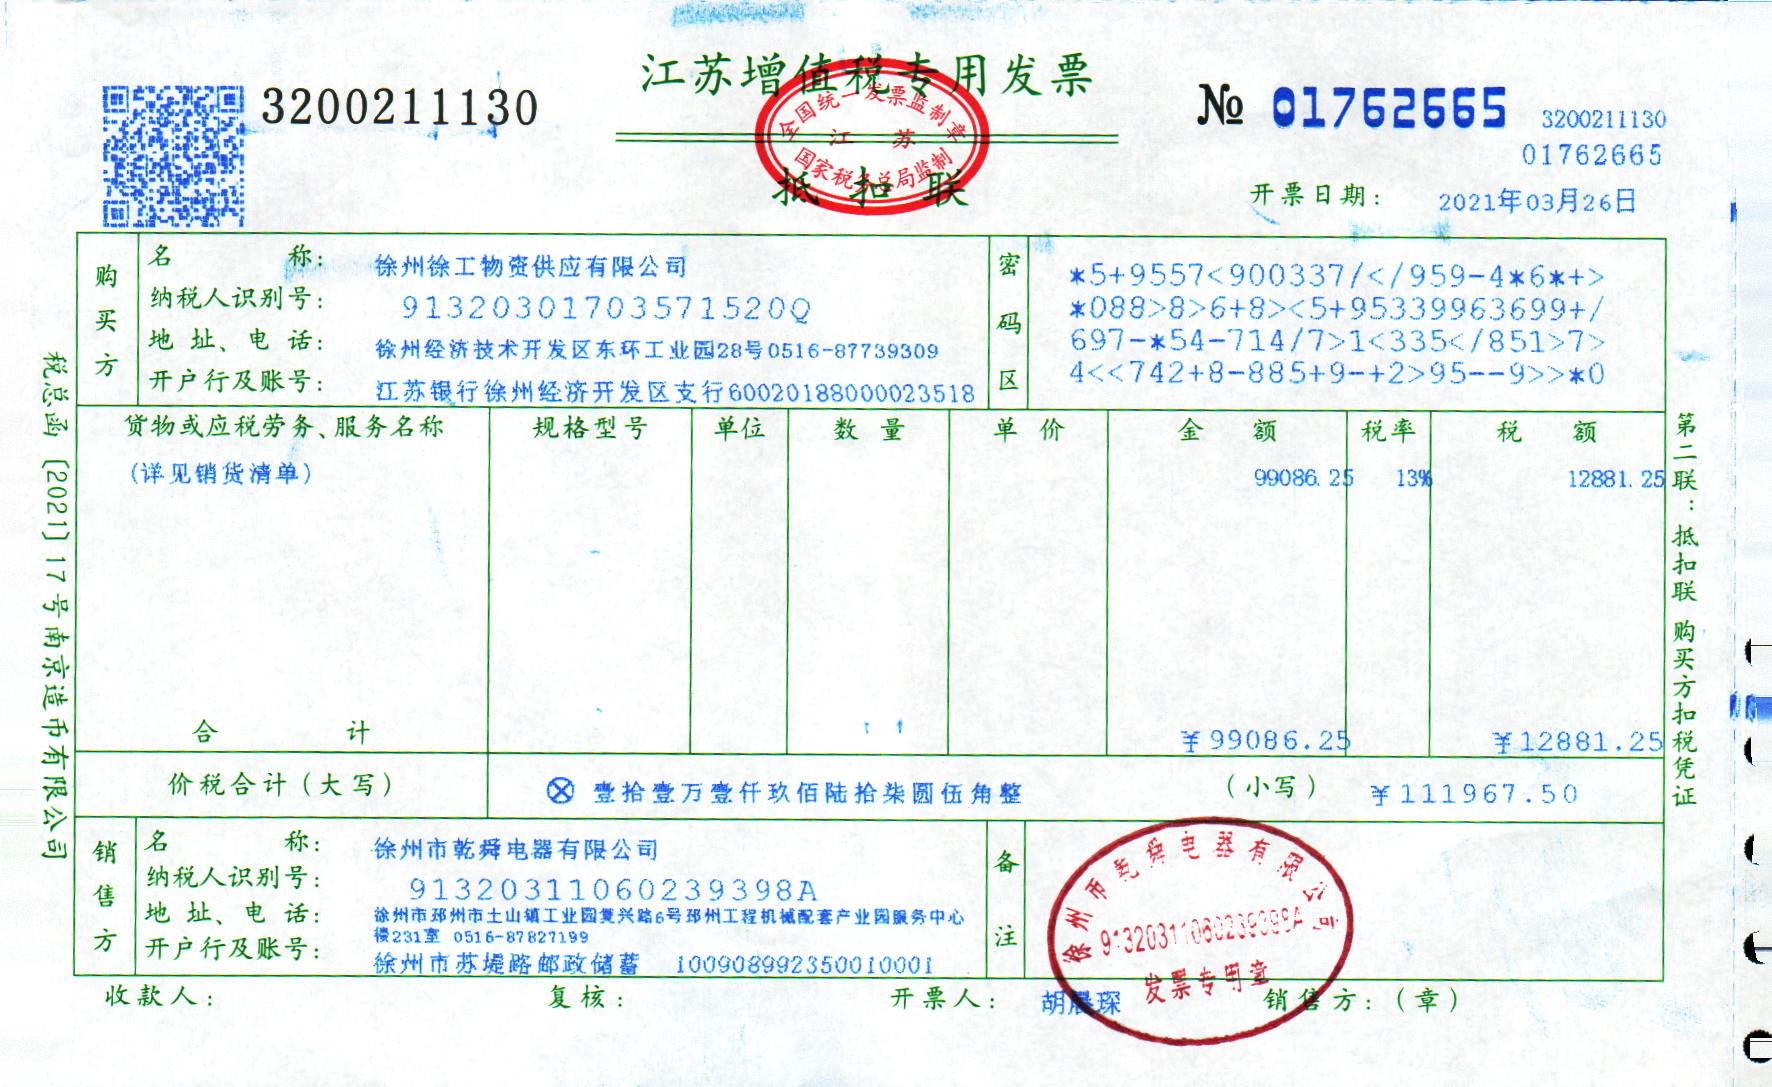 江苏增值税专用发票
3200211130
№ 01762665
3200211130
01762665
全国统一发票监制章
江 苏
国家税务总局监制
抵 扣 联
开票日期: 2021年03月26日
购买方
名 称: 徐州徐工物资供应有限公司
纳税人识别号: 91320301703571520Q
地 址、电 话: 徐州经济技术开发区东环工业园28号0516-87739309
开户行及账号: 江苏银行徐州经济开发区支行60020188000023518
密码区
*5+9557<900337/</959-4*6*+>
*088>8>6+8><5+95339963699+/
697-*54-714/7>1<335</851>7>
4<<742+8-885+9-+2>95--9>>*0
货物或应税劳务、服务名称 规格型号 单位 数 量 单 价 金 额 税率 税 额
(详见销货清单) 99086.25 13% 12881.25
合 计 ¥99086.25 ¥12881.25
价税合计(大写) ⊗ 壹拾壹万壹仟玖佰陆拾柒圆伍角整 (小写) ¥111967.50
销售方
名 称: 徐州市乾舜电器有限公司
纳税人识别号: 91320311060239398A
地 址、电 话: 徐州市邳州市土山镇工业园复兴路6号邳州工程机械配套产业园服务中心
楼231室 0516-87827199
开户行及账号: 徐州市苏堤路邮政储蓄 100908992350010001
备注
徐州市乾舜电器有限公司
91320311060239398A
发票专用章
收款人: 复核: 开票人: 胡晨琛 销售方:(章)
税总函〔2021〕17号南京造币有限公司
第二联:抵扣联 购买方扣税凭证